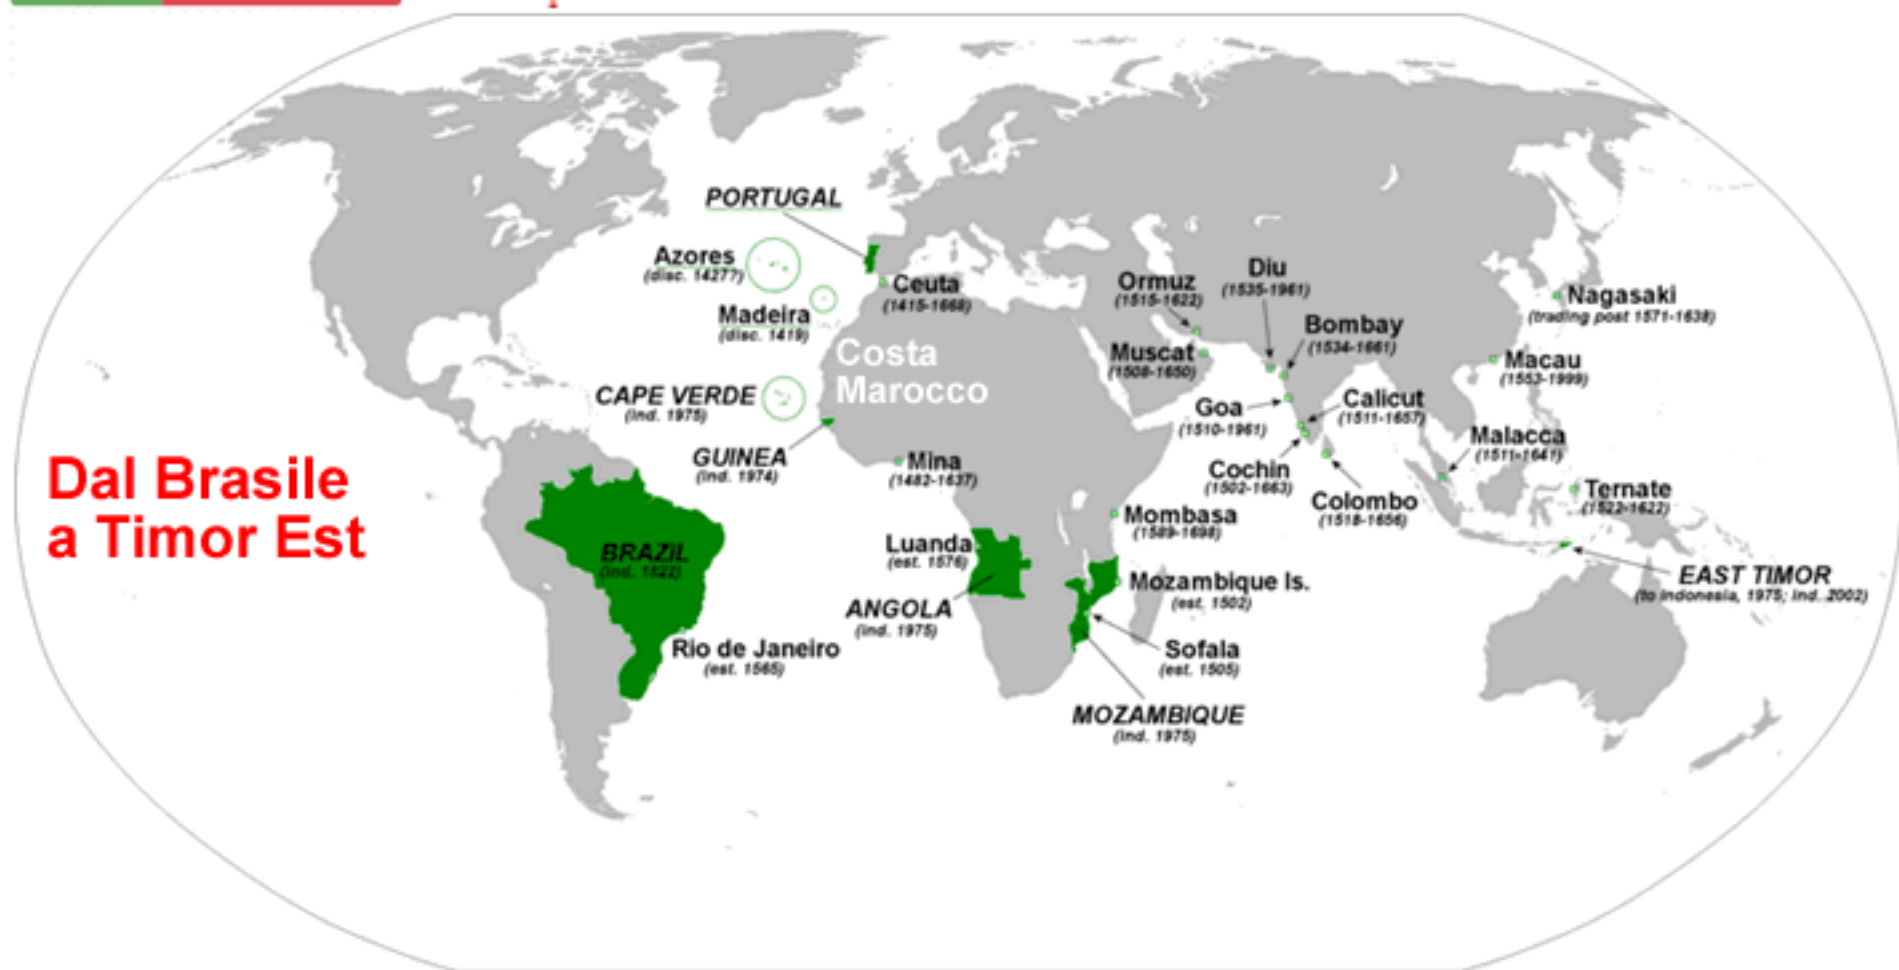 PORTUGAL
Azores
(disc. 1427?)
Madeira
(disc. 1419)
Ceuta
(1415-1668)
Costa
Marocco
CAPE VERDE
(ind. 1975)
GUINEA
(ind. 1974)
Mina
(1482-1637)
Ormuz
(1515-1622)
Diu
(1535-1961)
Muscat
(1508-1650)
Bombay
(1534-1661)
Goa
(1510-1961)
Calicut
(1511-1657)
Cochin
(1502-1663)
Colombo
(1518-1656)
Nagasaki
(trading post 1571-1638)
Macau
(1553-1999)
Malacca
(1511-1641)
Ternate
(1522-1622)
Dal Brasile
a Timor Est
BRAZIL
(ind. 1822)
Rio de Janeiro
(est. 1565)
Luanda
(est. 1576)
ANGOLA
(ind. 1975)
Mombasa
(1589-1698)
Mozambique Is.
(est. 1502)
Sofala
(est. 1505)
MOZAMBIQUE
(ind. 1975)
EAST TIMOR
(to Indonesia, 1975; ind. 2002)